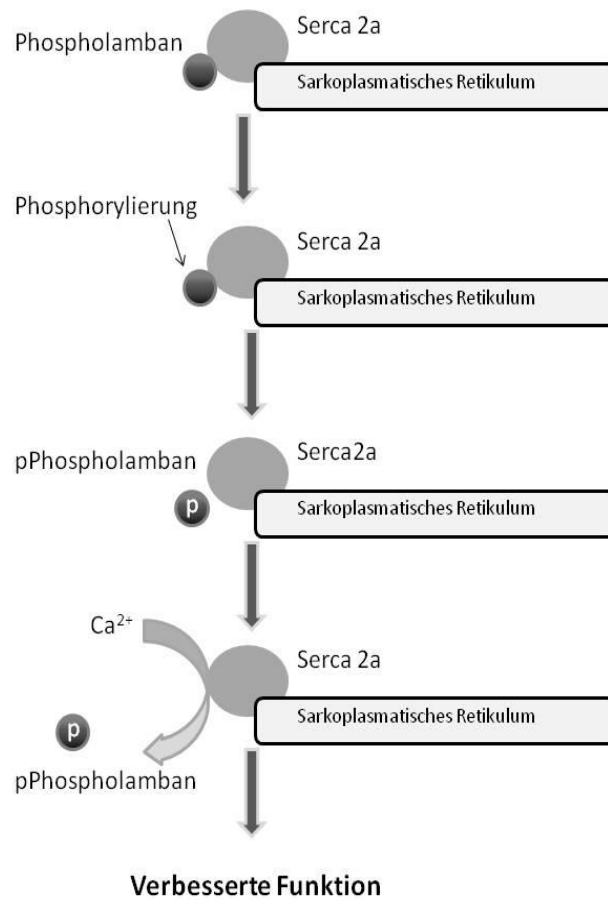 Phospholamban
Serca 2a
Sarkoplasmatisches Retikulum
Phosphorylierung
Serca 2a
Sarkoplasmatisches Retikulum
pPhospholamban
Serca2a
p
Sarkoplasmatisches Retikulum
Ca²⁺
Serca 2a
Sarkoplasmatisches Retikulum
p
pPhospholamban
Verbesserte Funktion